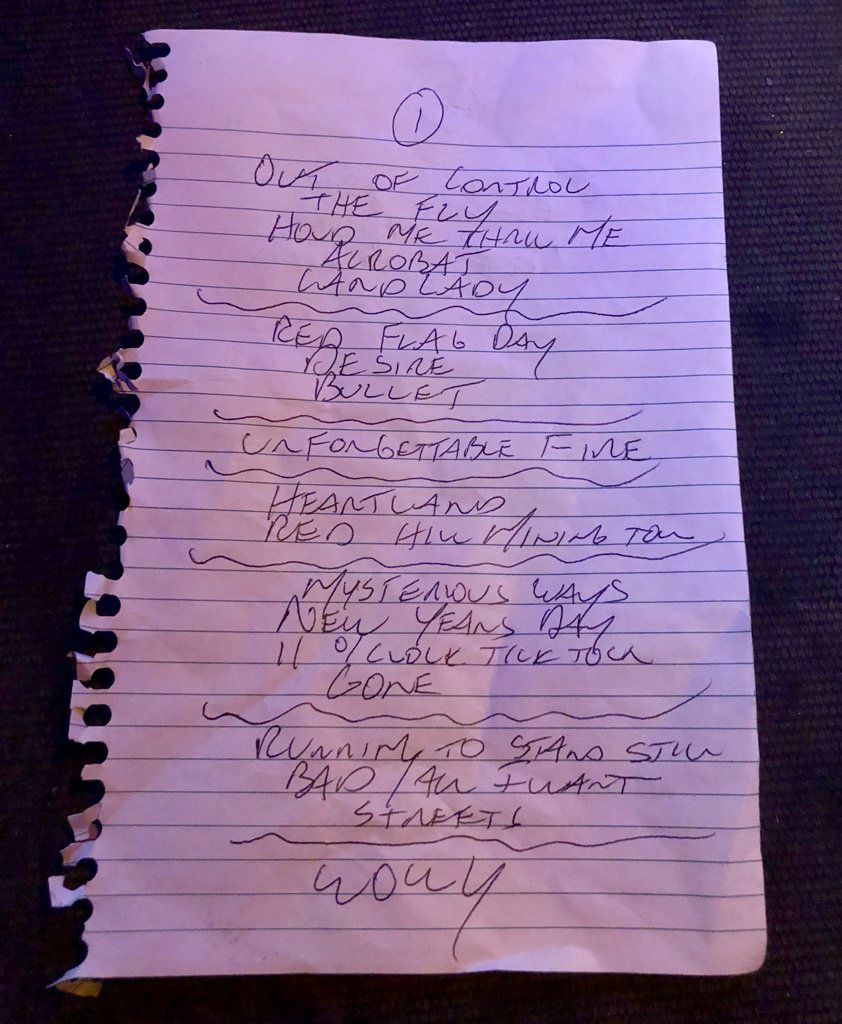 1
OUT OF CONTROL
THE FLY
HOLD ME THRILL ME
ACROBAT
LANDLADY
RED FLAG DAY
DESIRE
BULLET
UNFORGETTABLE FIRE
HEARTLAND
RED HILL MINING TOWN
MYSTERIOUS WAYS
NEW YEARS DAY
11 O'CLOCK TICK TOCK
GONE
RUNNING TO STAND STILL
BAD / ALL I WANT
STREETS